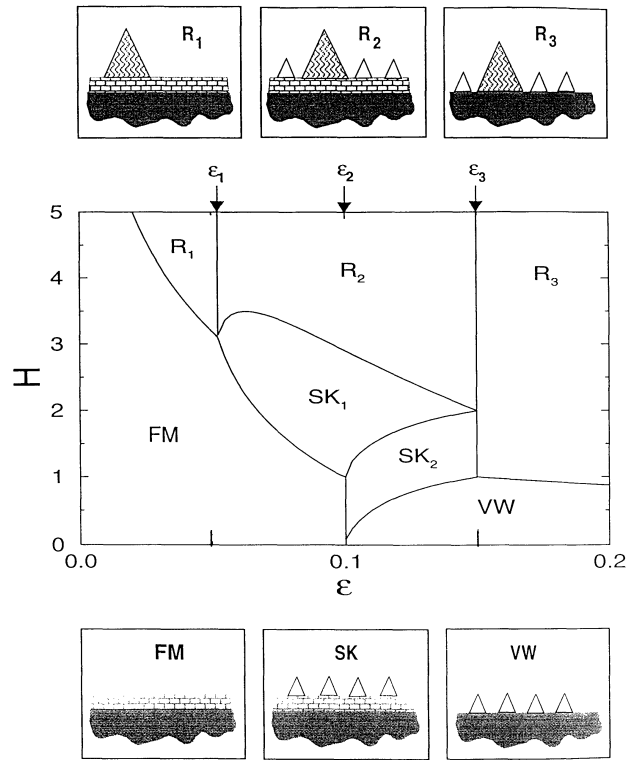 R₁ R₂ R₃
ε₁ ε₂ ε₃
5
4
3
2
1
0
H
R₁
R₂
R₃
SK₁
FM
SK₂
VW
0.0 0.1 0.2
ε
FM SK VW